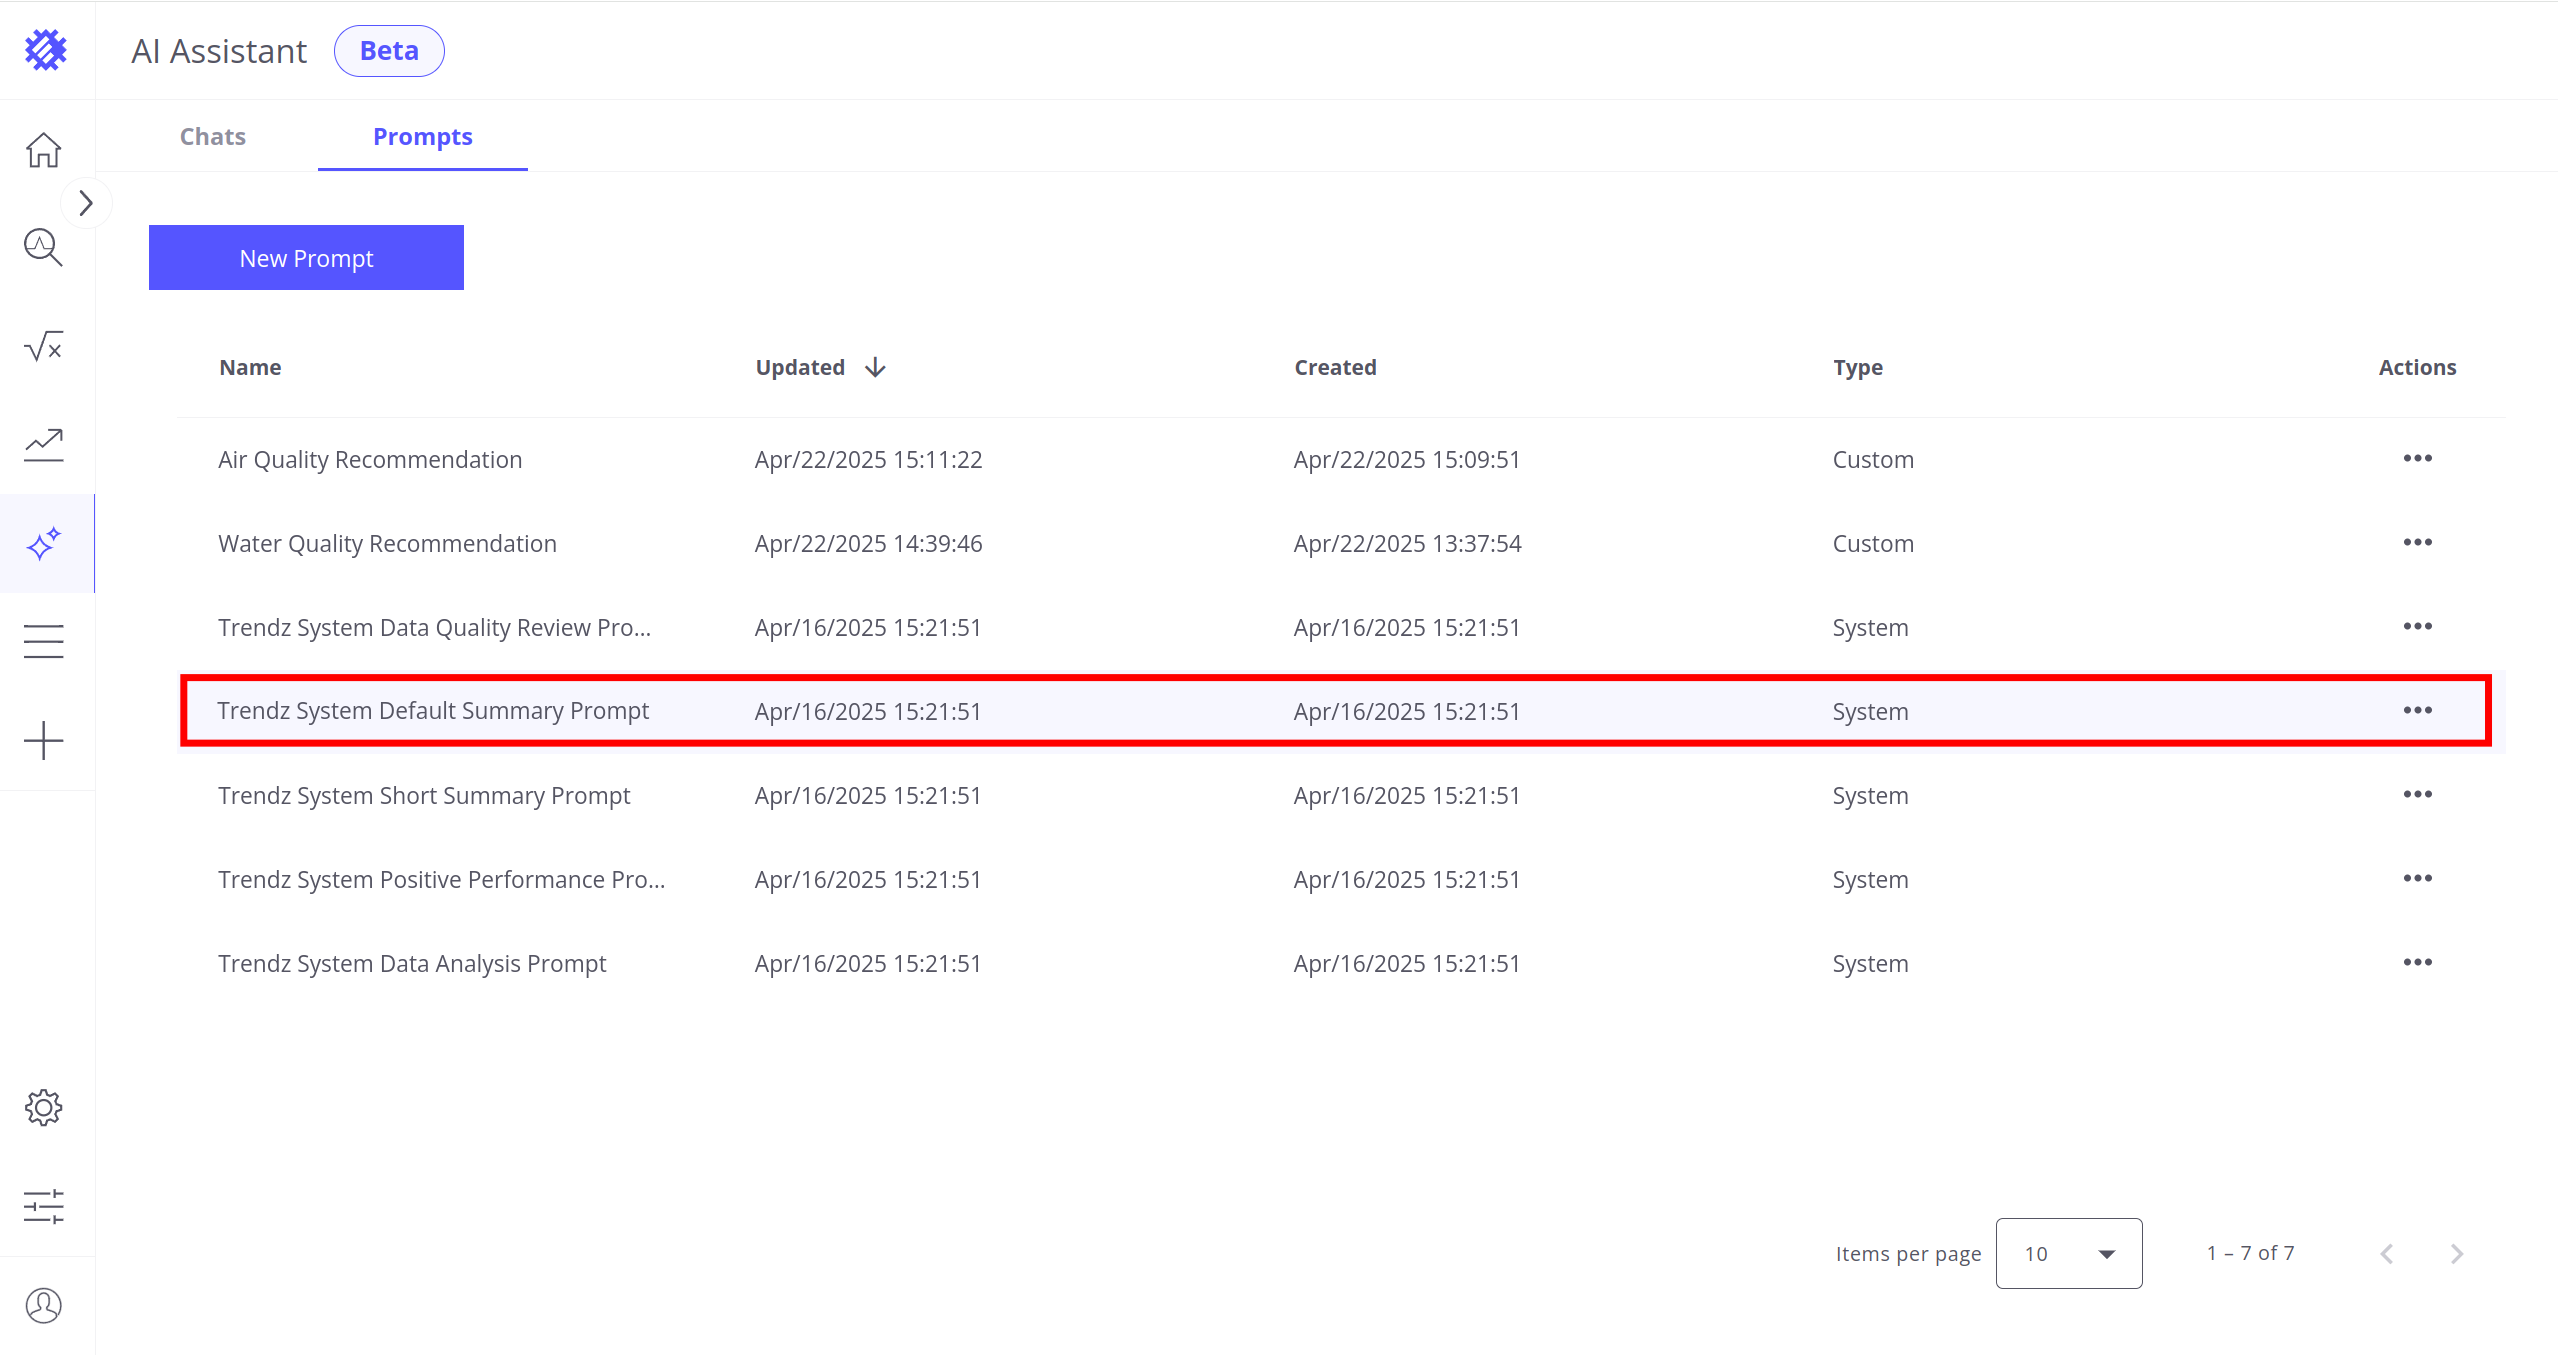 AI Assistant Beta
Chats Prompts
New Prompt
Name Updated Created Type Actions
Air Quality Recommendation Apr/22/2025 15:11:22 Apr/22/2025 15:09:51 Custom
Water Quality Recommendation Apr/22/2025 14:39:46 Apr/22/2025 13:37:54 Custom
Trendz System Data Quality Review Pro... Apr/16/2025 15:21:51 Apr/16/2025 15:21:51 System
Trendz System Default Summary Prompt Apr/16/2025 15:21:51 Apr/16/2025 15:21:51 System
Trendz System Short Summary Prompt Apr/16/2025 15:21:51 Apr/16/2025 15:21:51 System
Trendz System Positive Performance Pro... Apr/16/2025 15:21:51 Apr/16/2025 15:21:51 System
Trendz System Data Analysis Prompt Apr/16/2025 15:21:51 Apr/16/2025 15:21:51 System
Items per page 10 1 – 7 of 7